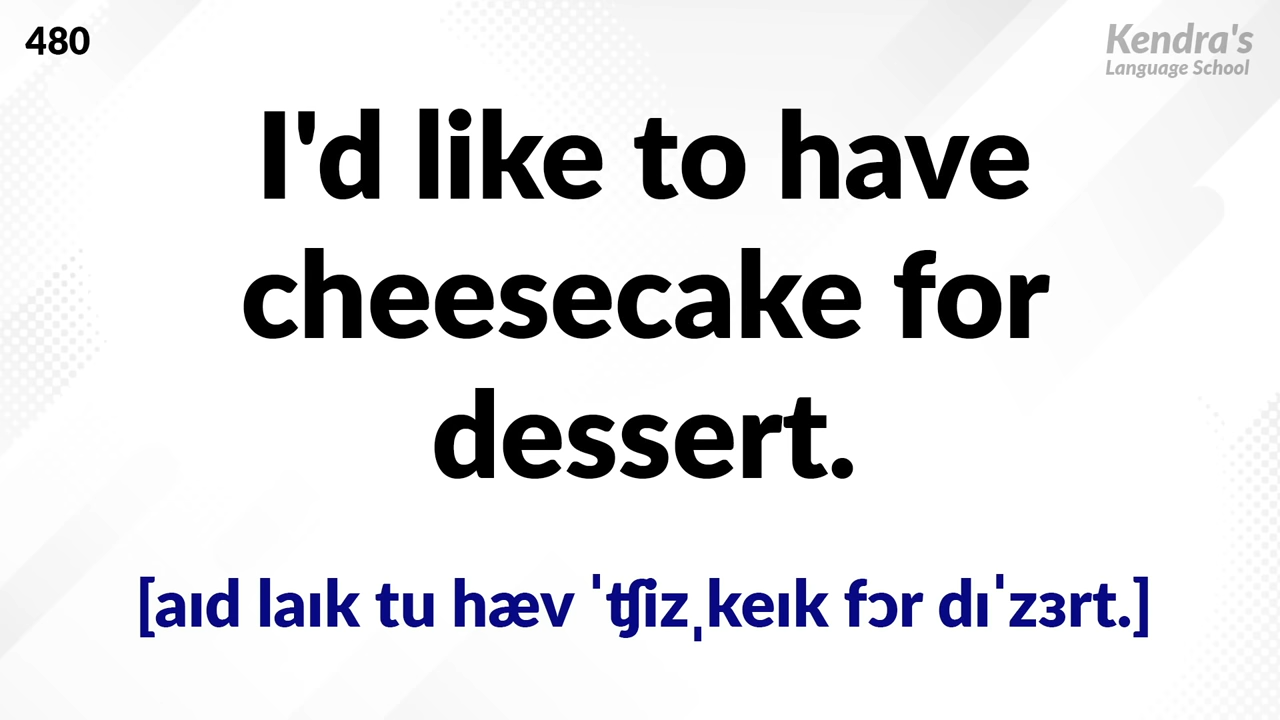 480
Kendra's
Language School
I'd like to have
cheesecake for
dessert.
[aɪd laɪk tu hæv ˈʧizˌkeɪk fɔr dɪˈzɜrt.]